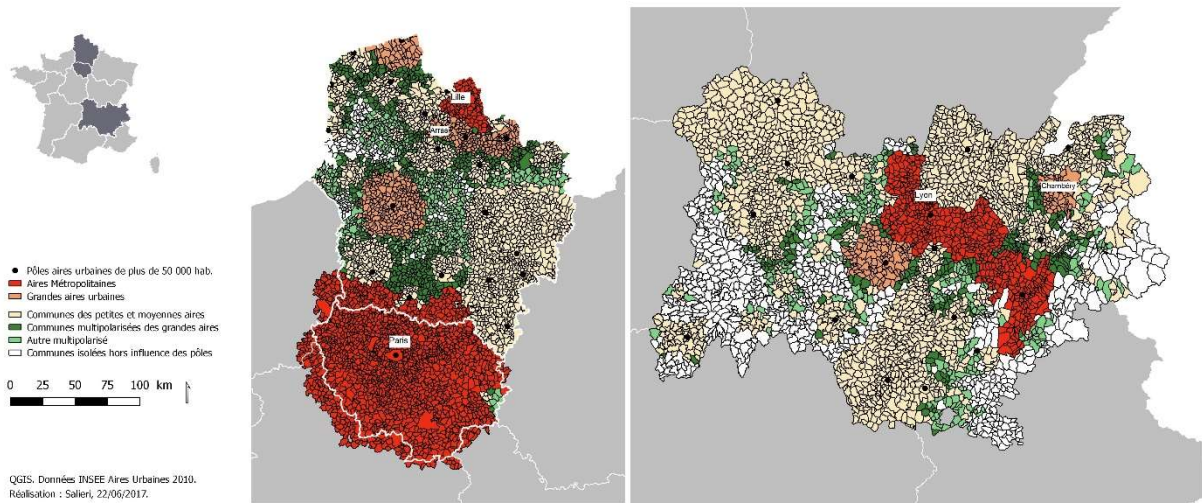 Pôles aires urbaines de plus de 50 000 hab.
Aires Métropolitaines
Grandes aires urbaines
Communes des petites et moyennes aires
Communes multipolarisées des grandes aires
Autre multipolarisé
Communes isolées hors influence des pôles
0 25 50 75 100 km
QGIS. Données INSEE Aires Urbaines 2010.
Réalisation : Salieri, 22/06/2017.
Lille
Arras
Paris
Lyon
Chambéry